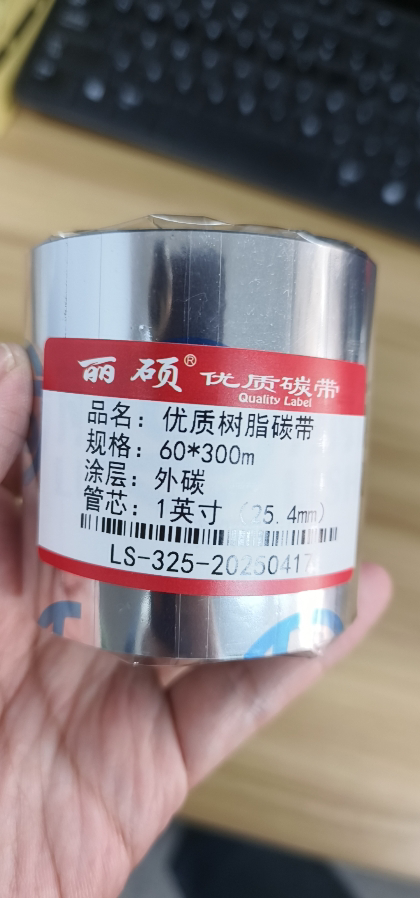 丽硕® 优质碳带
Quality Label
品名：优质树脂碳带
规格：60*300m
涂层：外碳
管芯：1英寸（25.4mm）
LS-325-20250417